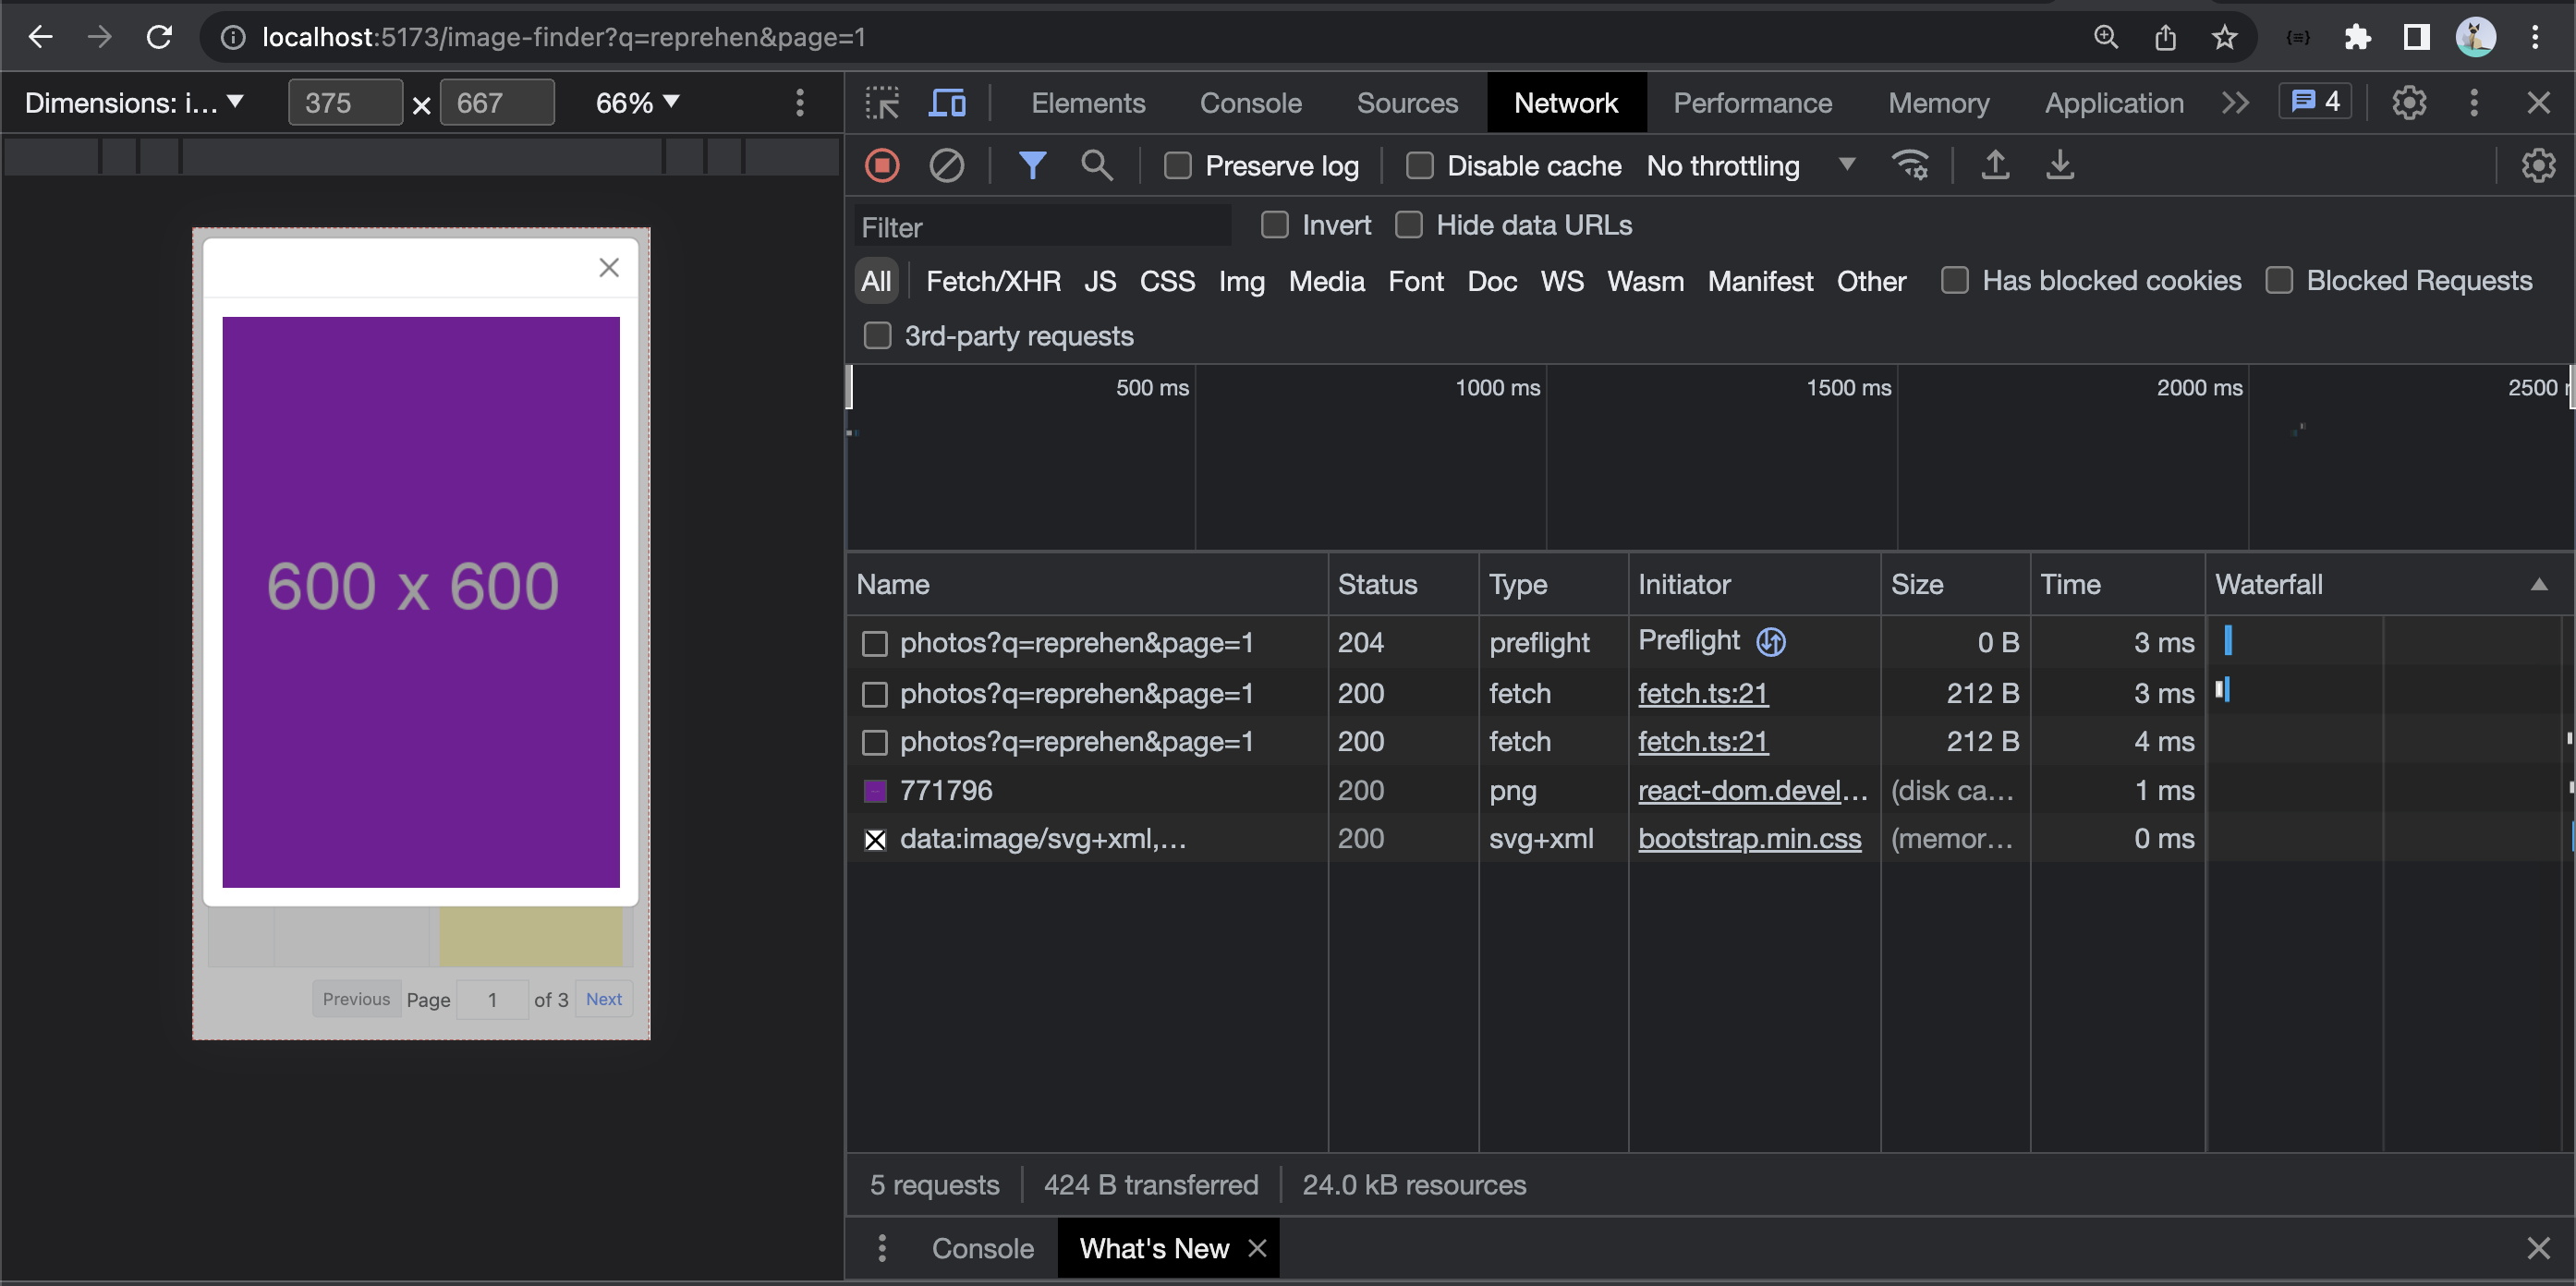 localhost:5173/image-finder?q=reprehen&page=1
Dimensions: i... 375 × 667 66%
Elements Console Sources Network Performance Memory Application 4
Preserve log Disable cache No throttling
Filter Invert Hide data URLs
All Fetch/XHR JS CSS Img Media Font Doc WS Wasm Manifest Other Has blocked cookies Blocked Requests
3rd-party requests
500 ms 1000 ms 1500 ms 2000 ms 2500
600 x 600
Name Status Type Initiator Size Time Waterfall
photos?q=reprehen&page=1 204 preflight Preflight 0 B 3 ms
photos?q=reprehen&page=1 200 fetch fetch.ts:21 212 B 3 ms
photos?q=reprehen&page=1 200 fetch fetch.ts:21 212 B 4 ms
771796 200 png react-dom.devel... (disk ca... 1 ms
data:image/svg+xml,... 200 svg+xml bootstrap.min.css (memor... 0 ms
Previous Page 1 of 3 Next
5 requests 424 B transferred 24.0 kB resources
Console What's New